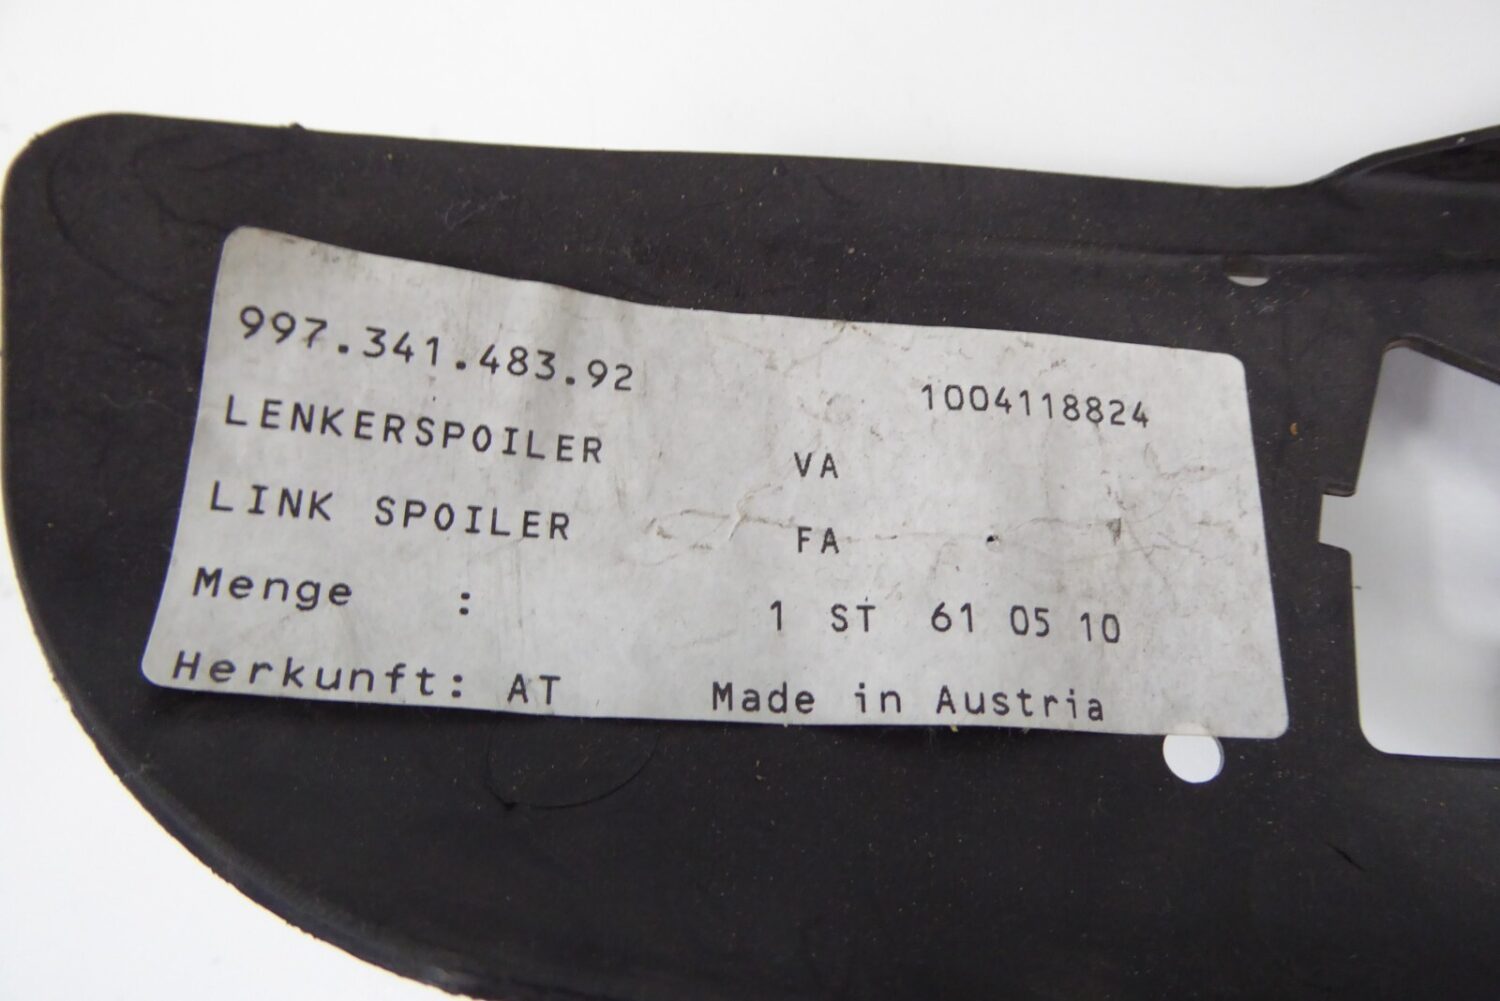 997.341.483.92 1004118824
LENKERSPOILER VA
LINK SPOILER FA
Menge : 1 ST 61 05 10
Herkunft: AT Made in Austria